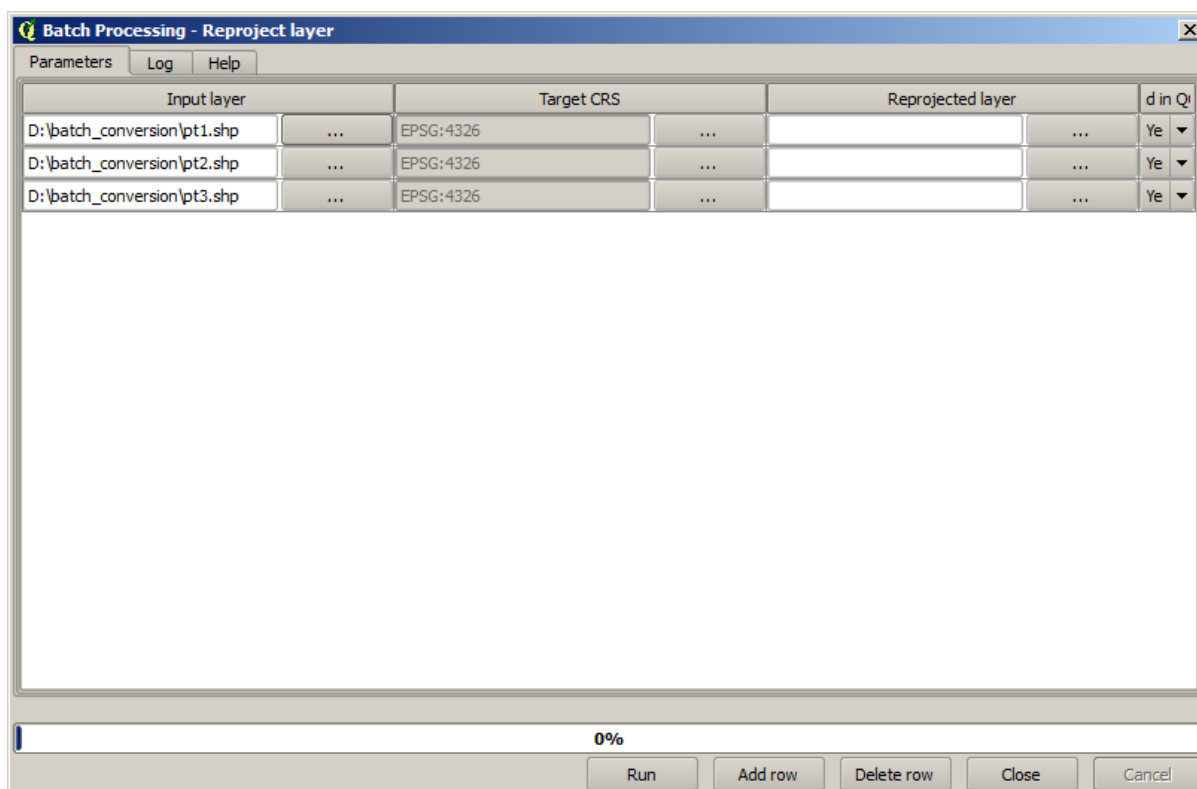 Batch Processing - Reproject layer
Parameters Log Help
Input layer Target CRS Reprojected layer d in Q
D:\batch_conversion\pt1.shp ... EPSG:4326 ... ... Ye
D:\batch_conversion\pt2.shp ... EPSG:4326 ... ... Ye
D:\batch_conversion\pt3.shp ... EPSG:4326 ... ... Ye
0%
Run Add row Delete row Close Cancel